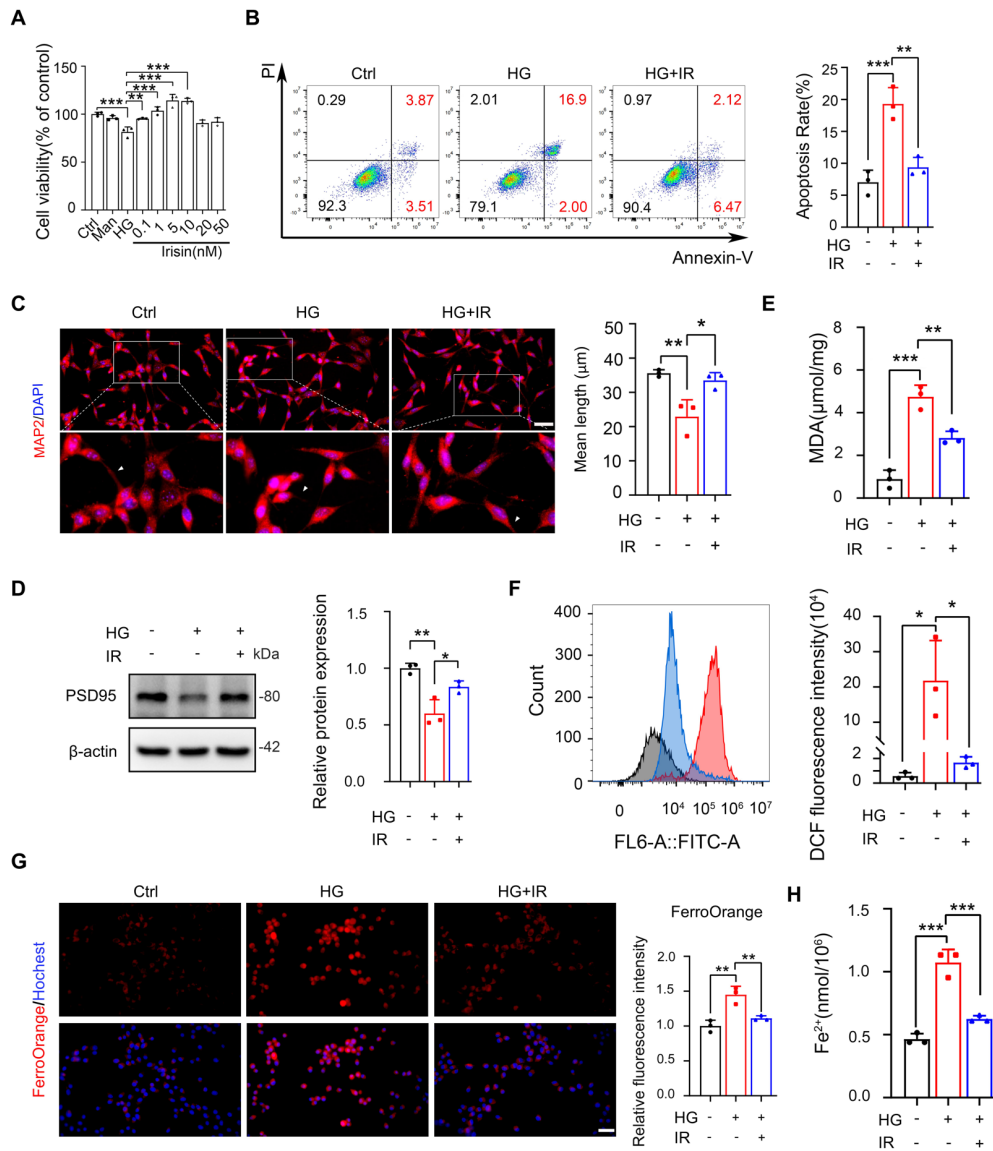 A
Cell viability(% of control)
150
100
50
0
***
***
***
***
**
Ctrl
Man
HG
0.1
1
5
10
20
50
Irisin(nM)
B
PI
Ctrl
HG
HG+IR
0.29
3.87
92.3
3.51
2.01
16.9
79.1
2.00
0.97
2.12
90.4
6.47
Annexin-V
Apoptosis Rate(%)
25
20
15
10
5
0
***
**
HG - + +
IR - - +
C
Ctrl
HG
HG+IR
MAP2/DAPI
Mean length (μm)
50
40
30
20
10
0
**
*
HG - + +
IR - - +
E
MDA(μmol/mg)
8
6
4
2
0
***
**
HG - + +
IR - - +
D
HG - + +
IR - - + kDa
PSD95 -80
β-actin -42
Relative protein expression
1.5
1.0
0.5
0.0
**
*
HG - + +
IR - - +
F
Count
400
300
200
100
0
0 10⁴ 10⁵ 10⁶ 10⁷
FL6-A::FITC-A
DCF fluorescence intensity(10⁴)
40
30
20
10
2
0
*
*
HG - + +
IR - - +
G
Ctrl
HG
HG+IR
FerroOrange/Hochest
FerroOrange
Relative fluorescence intensity
2.0
1.5
1.0
0.5
0.0
**
**
HG - + +
IR - - +
H
Fe²⁺(nmol/10⁶)
1.5
1.0
0.5
0.0
***
***
HG - + +
IR - - +